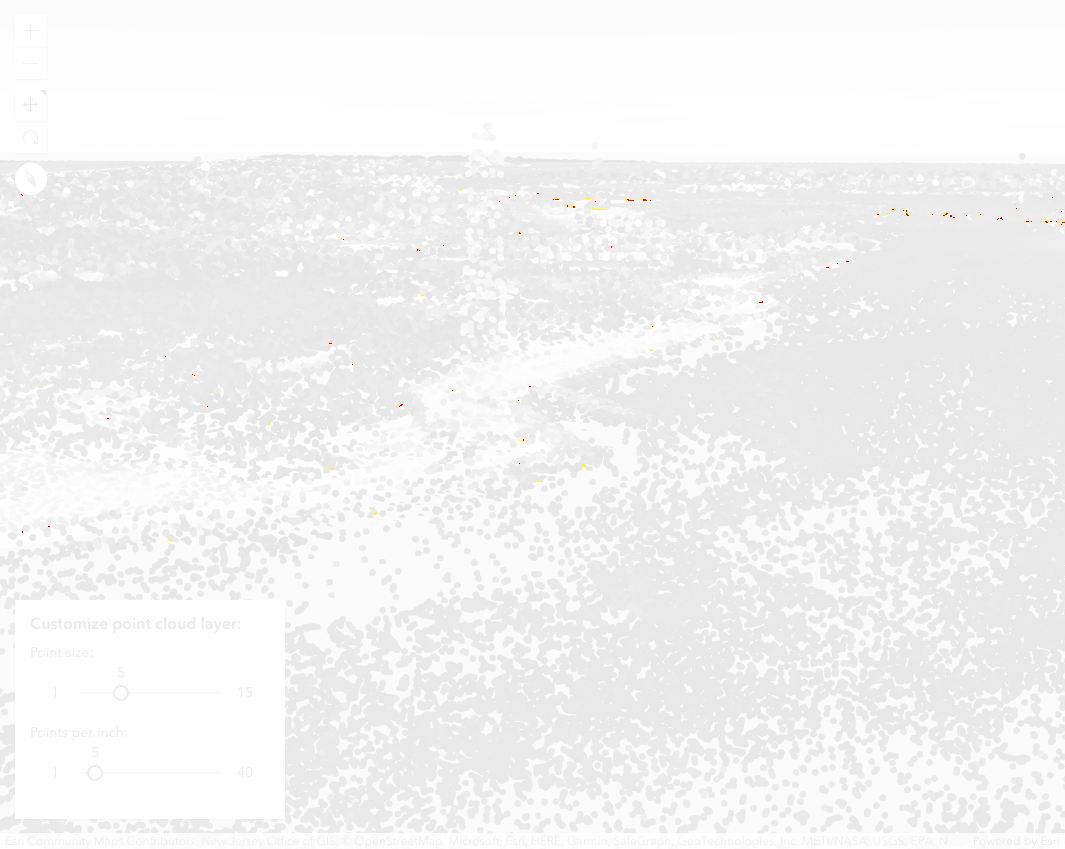 Customize point cloud layer:
Point size:
5
1 15
Points per inch:
5
1 40
Esri Community Maps Contributors, New Jersey Office of GIS, © OpenStreetMap, Microsoft, Esri, HERE, Garmin, SafeGraph, GeoTechnologies, Inc, METI/NASA, USGS, EPA, N Powered by Esri